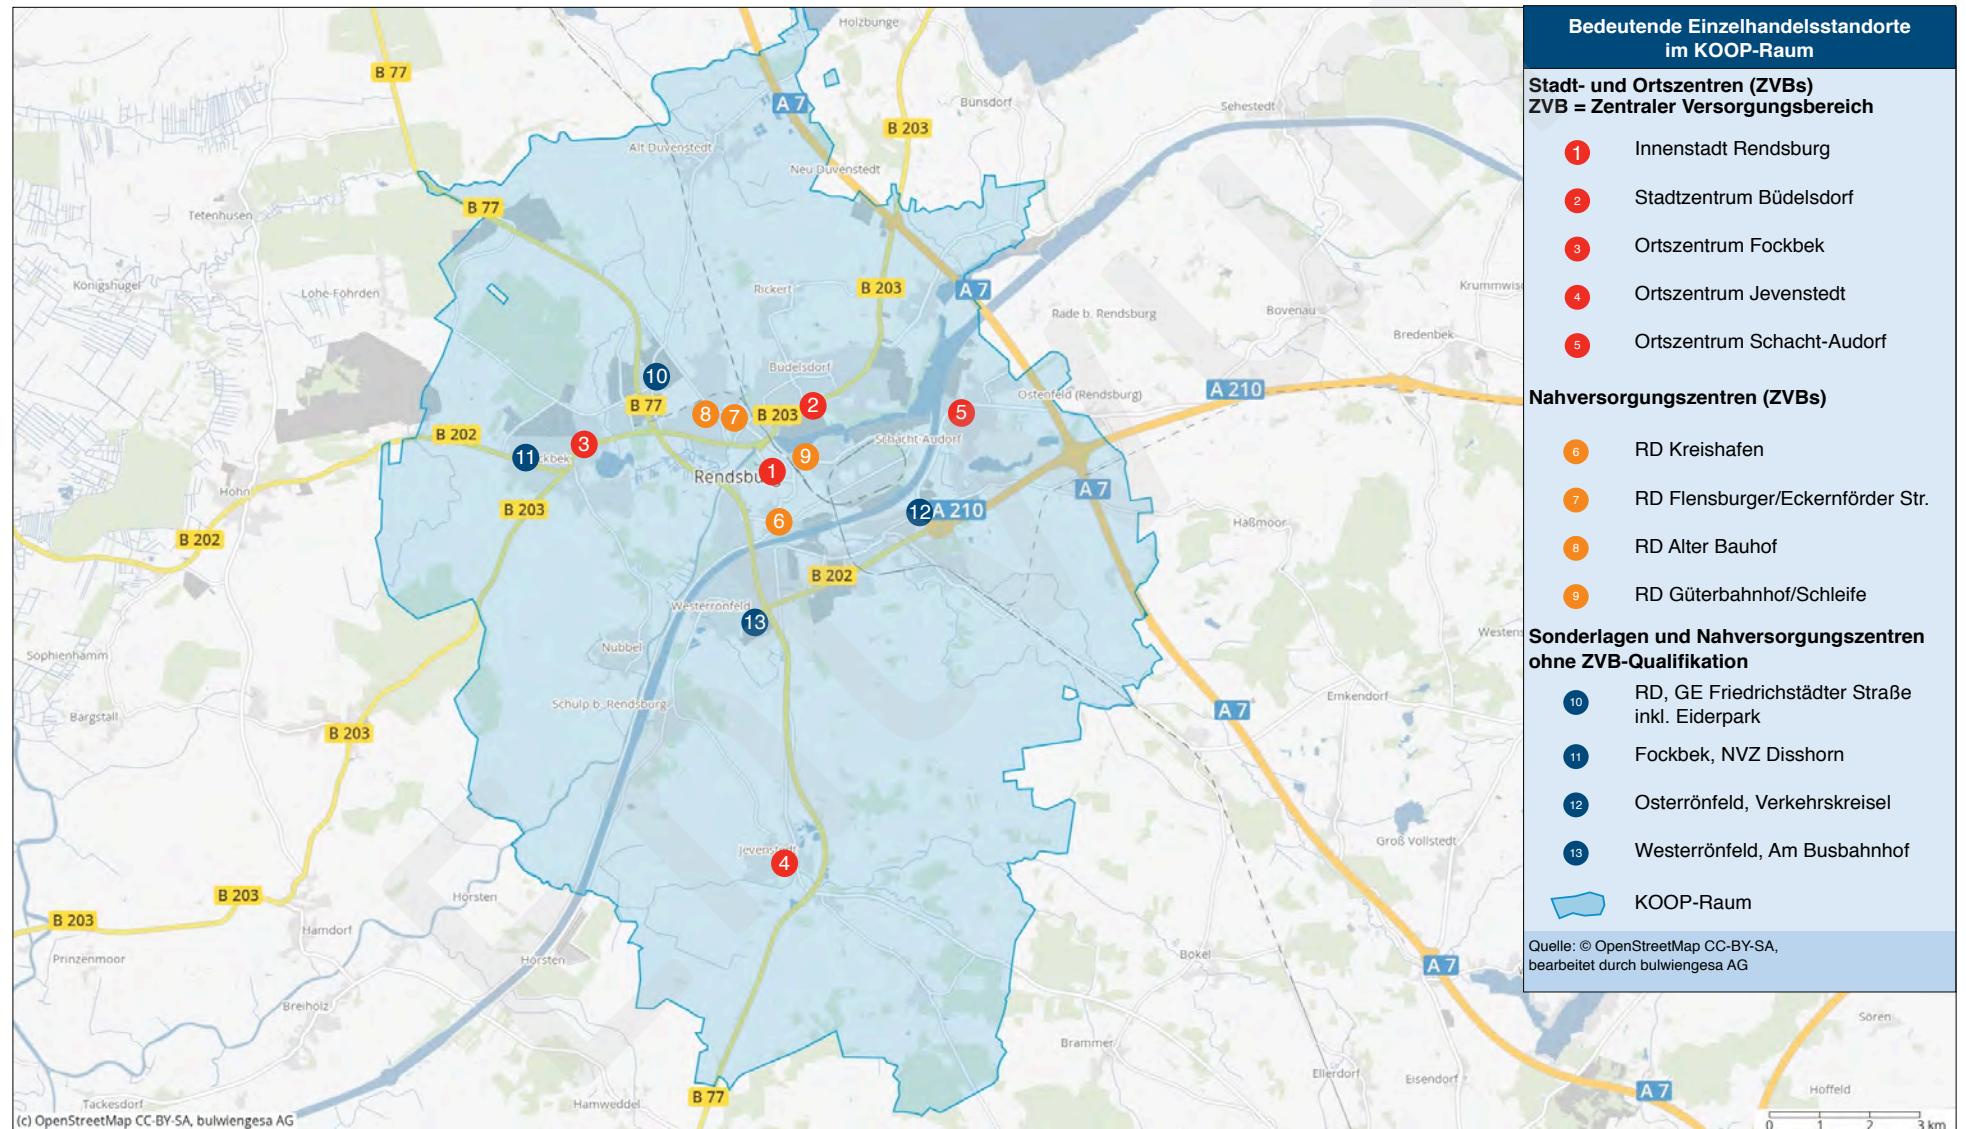 Holzbunge
B 77
A 7
Bunsdorf
Sehestedt
B 203
Alt Duvenstedt
Neu Duvenstedt
B 77
Tetenhusen
Königshügel
Lohe-Föhrden
Rickert
B 203
A 7
Rade b. Rendsburg
Bovenau
Bredenbek
Büdelsdorf
10
B 77
8
7
B 203
2
5
Ostenfeld (Rendsburg)
A 210
B 202
11
3
9
Schacht-Audorf
1
Hohn
B 203
6
12
A 210
A 7
Haßmoor
B 202
B 202
Westerrönfeld
13
Nübbel
Sophienhamm
Schülp b. Rendsburg
Emkendorf
A 7
Bargstall
B 203
Groß Vollstedt
Jevenstedt
4
B 203
B 203
Hörsten
Hamdorf
Prinzenmoor
Hörsten
Bokel
A 7
Breiholz
Sören
Brammer
Ellerdorf
Eisendorf
A 7
Hoffeld
Tackesdorf
Hamweddel
B 77
(c) OpenStreetMap CC-BY-SA, bulwiengesa AG
0 1 2 3 km
Bedeutende Einzelhandelsstandorte
im KOOP-Raum
Stadt- und Ortszentren (ZVBs)
ZVB = Zentraler Versorgungsbereich
1 Innenstadt Rendsburg
2 Stadtzentrum Büdelsdorf
3 Ortszentrum Fockbek
4 Ortszentrum Jevenstedt
5 Ortszentrum Schacht-Audorf
Nahversorgungszentren (ZVBs)
6 RD Kreishafen
7 RD Flensburger/Eckernförder Str.
8 RD Alter Bauhof
9 RD Güterbahnhof/Schleife
Sonderlagen und Nahversorgungszentren
ohne ZVB-Qualifikation
10 RD, GE Friedrichstädter Straße
inkl. Eiderpark
11 Fockbek, NVZ Disshorn
12 Osterrönfeld, Verkehrskreisel
13 Westerrönfeld, Am Busbahnhof
KOOP-Raum
Quelle: © OpenStreetMap CC-BY-SA,
bearbeitet durch bulwiengesa AG